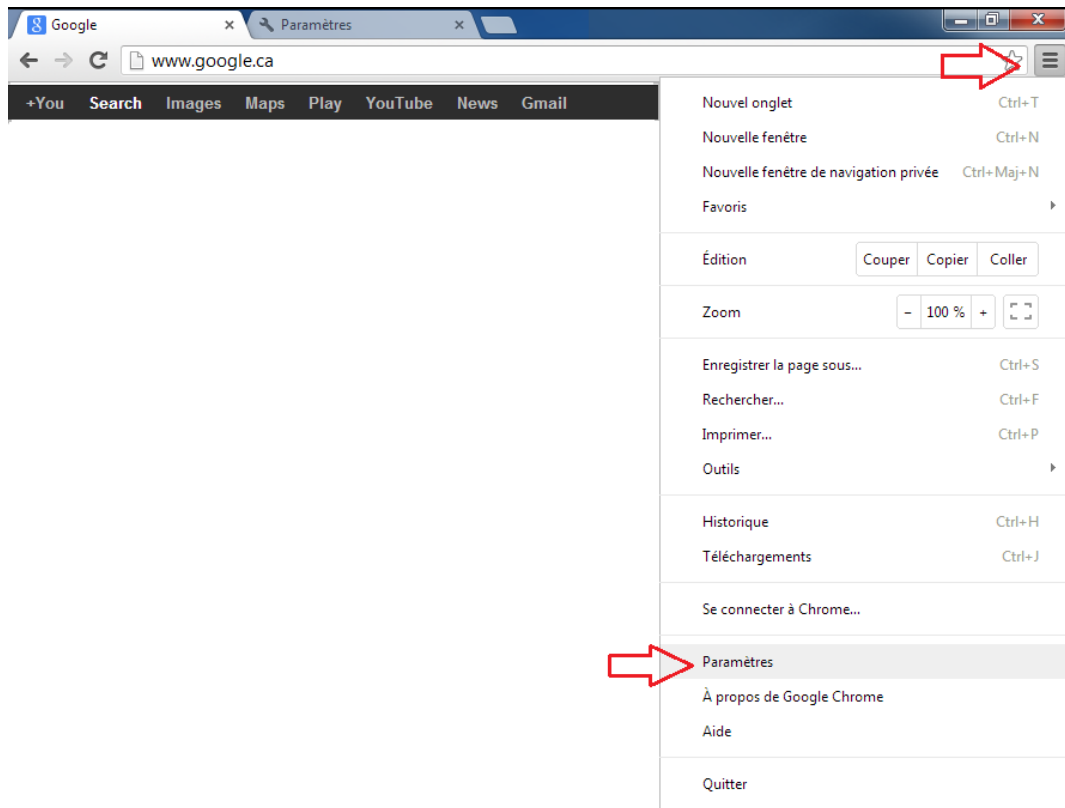 Google
Paramètres
www.google.ca
+You Search Images Maps Play YouTube News Gmail
Nouvel onglet Ctrl+T
Nouvelle fenêtre Ctrl+N
Nouvelle fenêtre de navigation privée Ctrl+Maj+N
Favoris
Édition Couper Copier Coller
Zoom - 100 % +
Enregistrer la page sous... Ctrl+S
Rechercher... Ctrl+F
Imprimer... Ctrl+P
Outils
Historique Ctrl+H
Téléchargements Ctrl+J
Se connecter à Chrome...
Paramètres
À propos de Google Chrome
Aide
Quitter